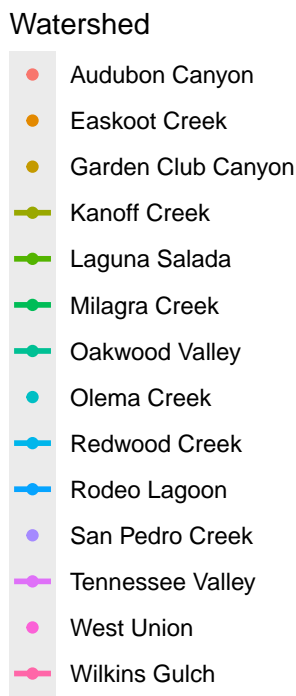 Watershed
Audubon Canyon
Easkoot Creek
Garden Club Canyon
Kanoff Creek
Laguna Salada
Milagra Creek
Oakwood Valley
Olema Creek
Redwood Creek
Rodeo Lagoon
San Pedro Creek
Tennessee Valley
West Union
Wilkins Gulch